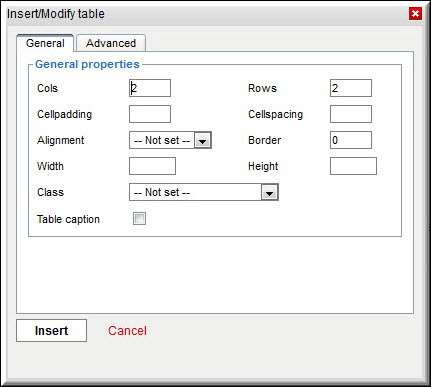 Insert/Modify table
General Advanced
General properties
Cols 2 Rows 2
Cellpadding Cellspacing
Alignment -- Not set -- Border 0
Width Height
Class -- Not set --
Table caption
Insert Cancel